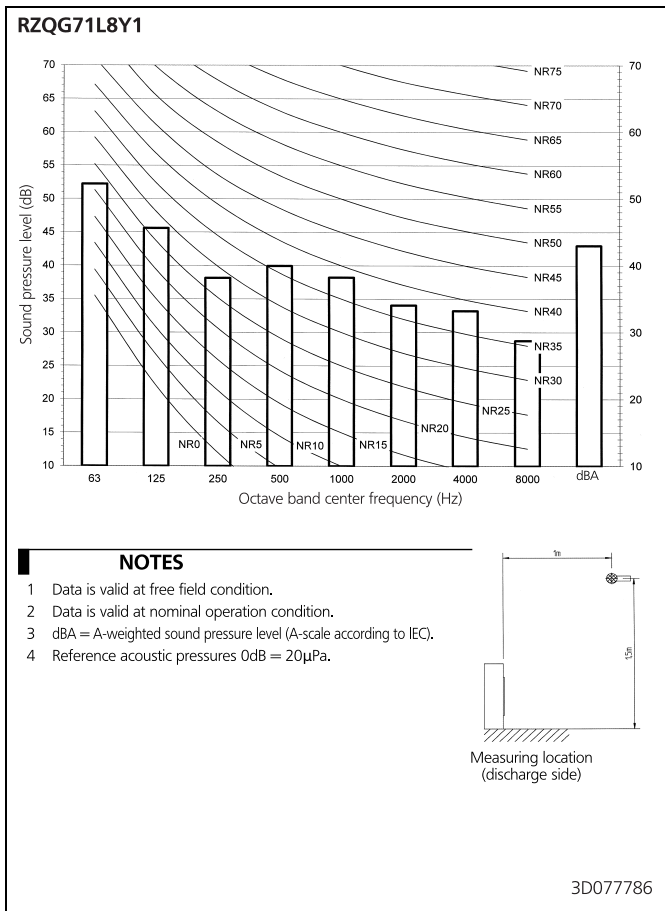 RZQG71L8Y1
Sound pressure level (dB)
70
65
60
55
50
45
40
35
30
25
20
15
10
70
60
50
40
30
20
10
NR75
NR70
NR65
NR60
NR55
NR50
NR45
NR40
NR35
NR30
NR25
NR20
NR0
NR5
NR10
NR15
63
125
250
500
1000
2000
4000
8000
dBA
Octave band center frequency (Hz)
NOTES
1 Data is valid at free field condition.
2 Data is valid at nominal operation condition.
3 dBA = A-weighted sound pressure level (A-scale according to IEC).
4 Reference acoustic pressures 0dB = 20µPa.
1m
1.5m
Measuring location
(discharge side)
3D077786